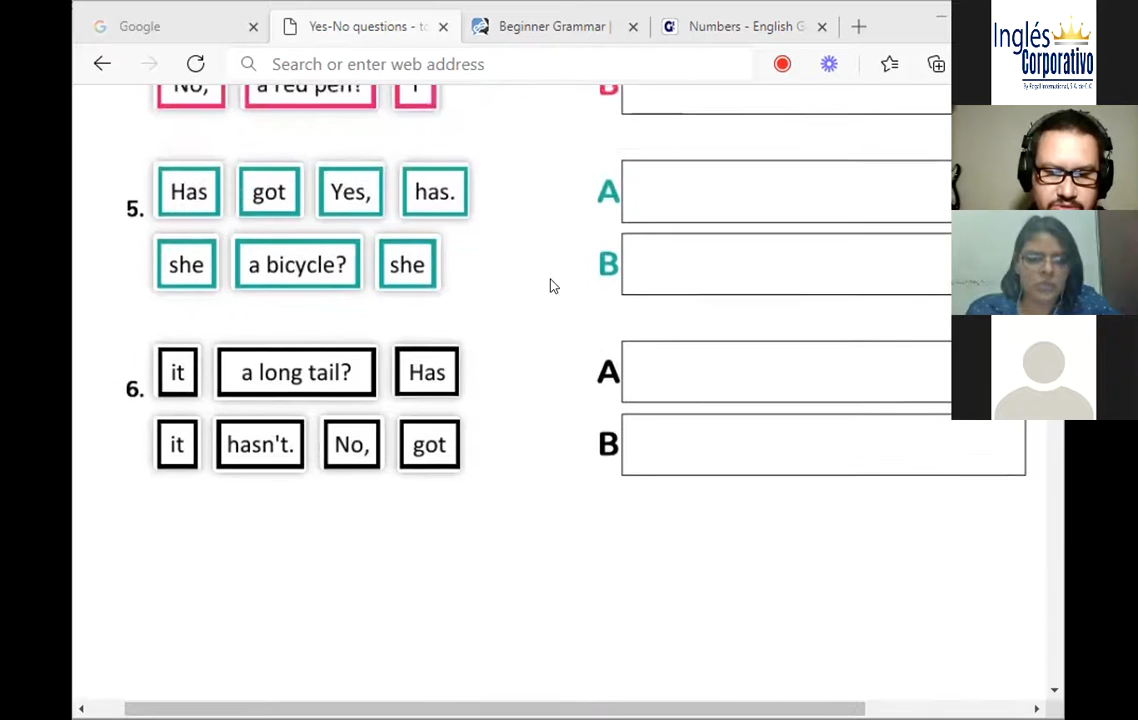 Google
Yes-No questions - to
Beginner Grammar |
Numbers - English G
Search or enter web address
Inglés
Corporativo
No, a red pen? I
B
5. Has got Yes, has.
A
she a bicycle? she
B
6. it a long tail? Has
A
it hasn't. No, got
B